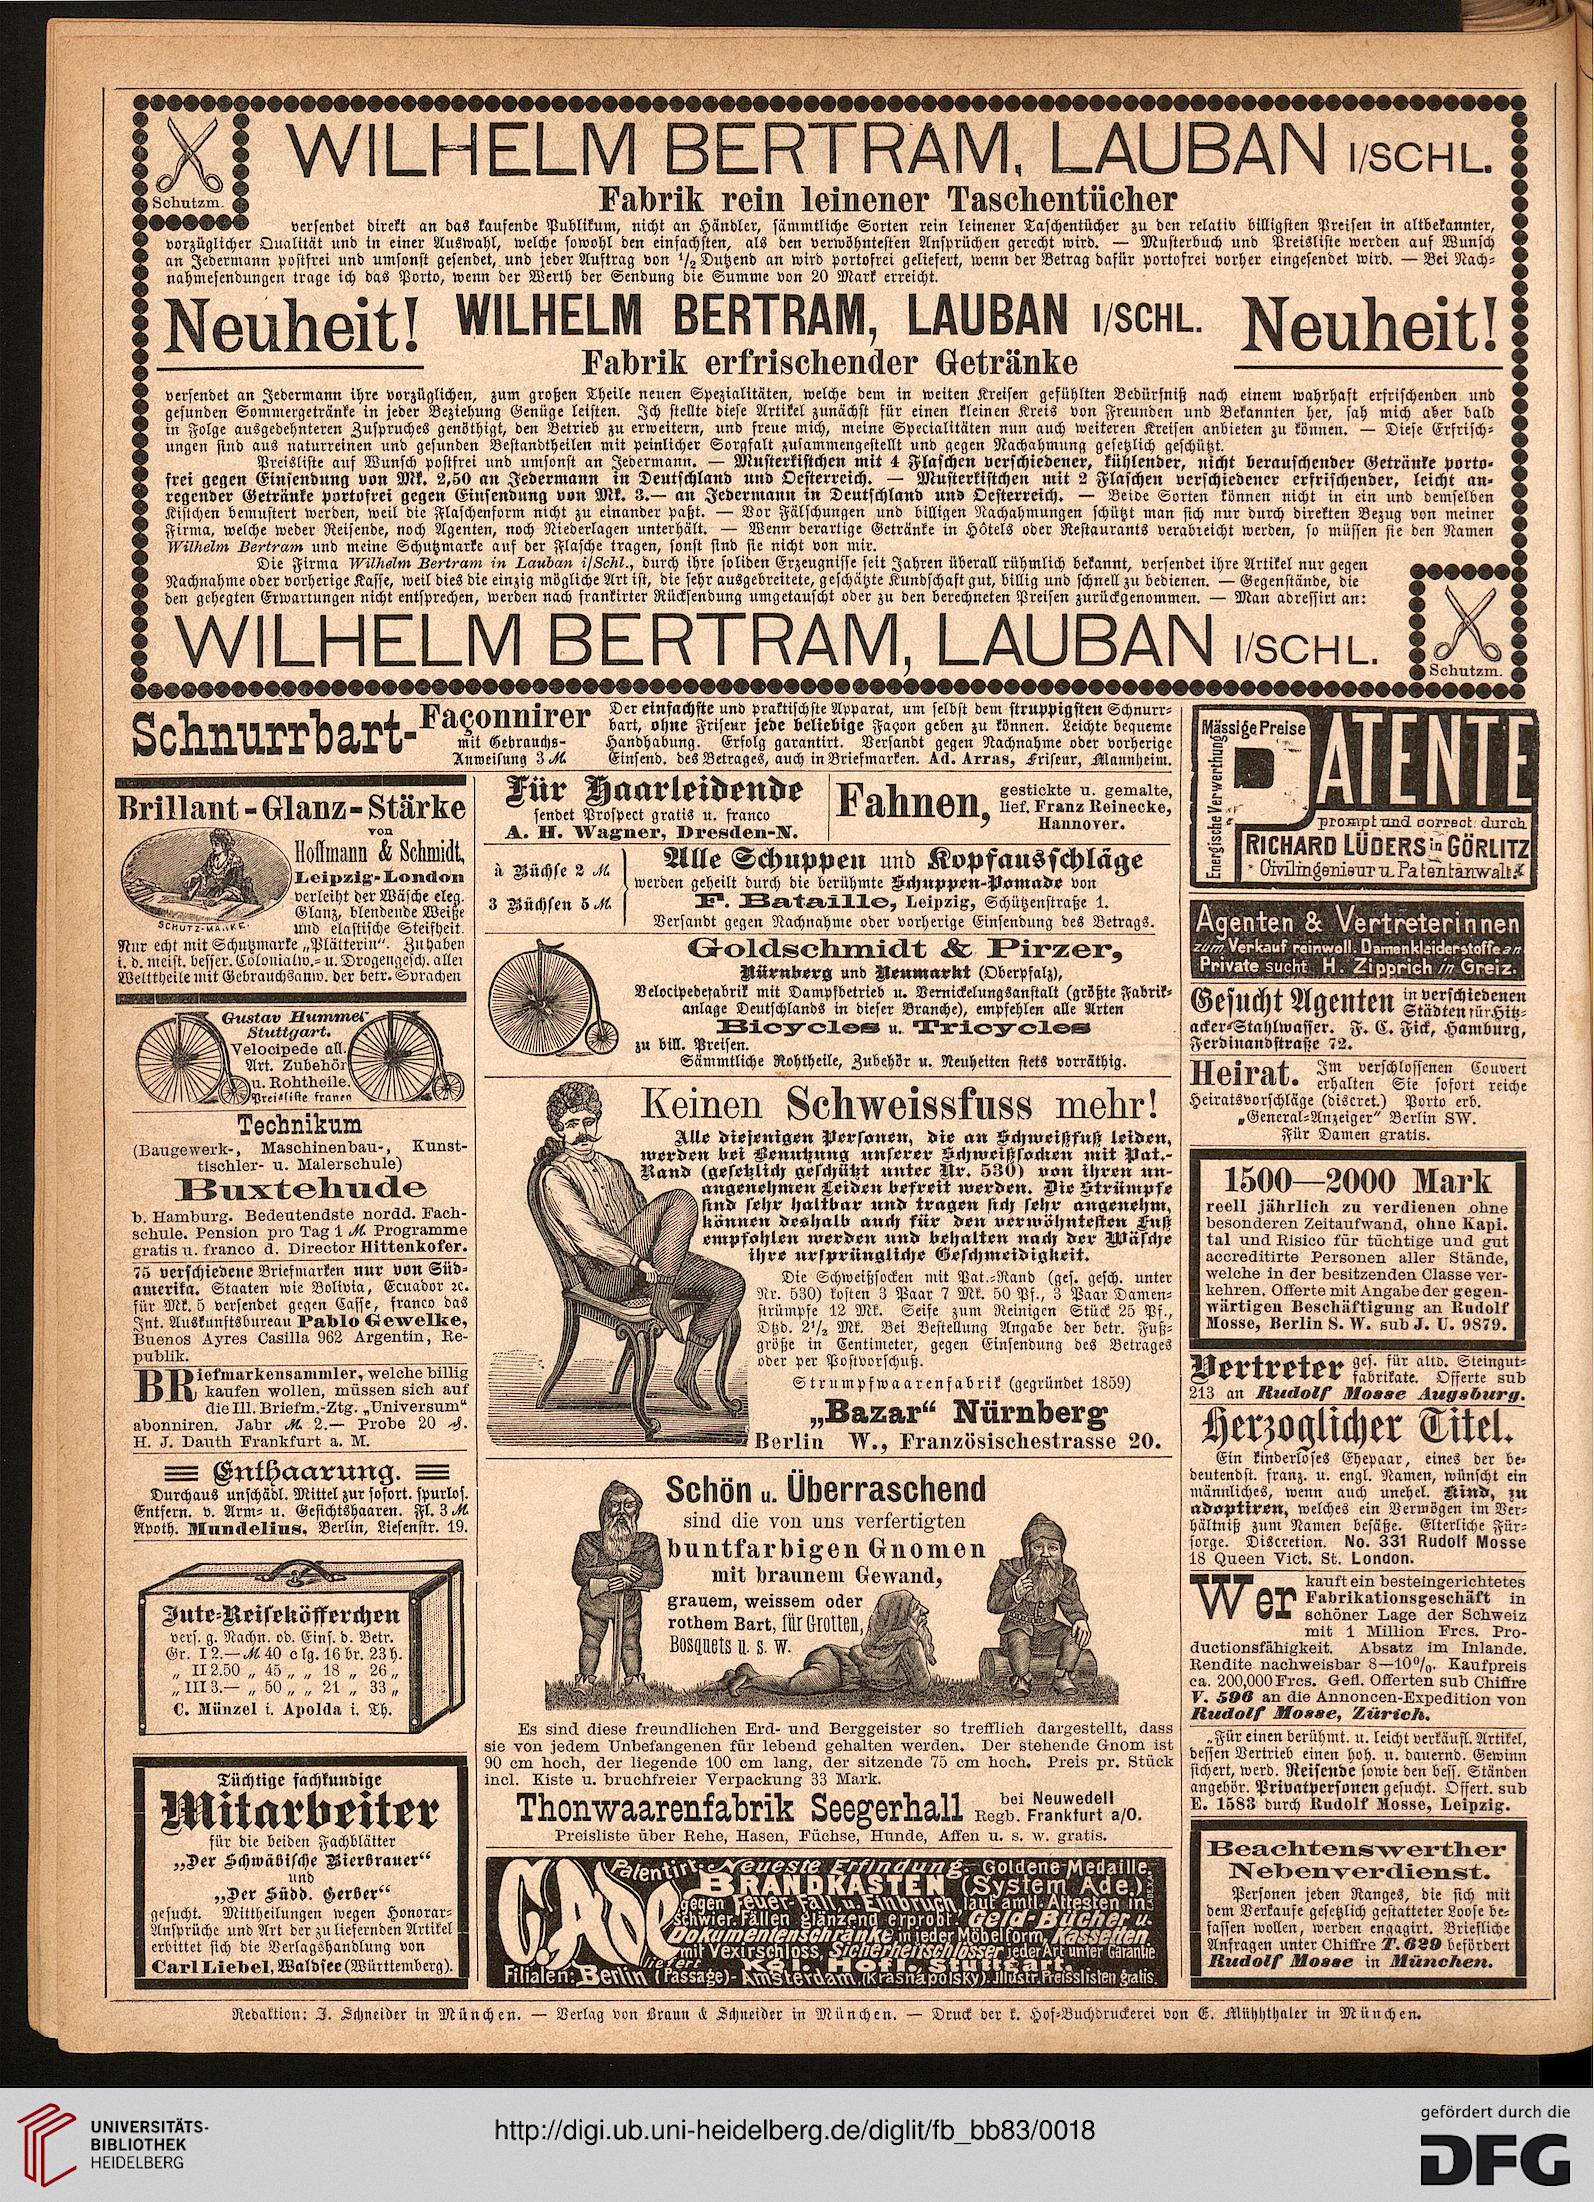 Schutzm.
WILHELM BERTRAM, LAUBAN I/SCHL.
Fabrik rein leinener Taschentücher
versendet direkt an das kaufende Publikum, nicht an Händler, sämmtliche Sorten rein leinener Taschentücher zu den relativ billigsten Preisen in altbekannter,
vorzüglicher Qualität und in einer Auswahl, welche sowohl den einfachsten, als den verwöhntesten Ansprüchen gerecht wird. — Musterbuch und Preisliste werden auf Wunsch
an Jedermann postfrei und umsonst gesendet, und jeder Auftrag von 1/2 Dutzend an wird portofrei geliefert, wenn der Betrag dafür portofrei vorher eingesendet wird. — Bei Nach-
nahmesendungen trage ich das Porto, wenn der Werth der Sendung die Summe von 20 Mark erreicht.
Neuheit! WILHELM BERTRAM, LAUBAN I/SCHL. Neuheit!
Fabrik erfrischender Getränke
versendet an Jedermann ihre vorzüglichen, zum großen Theile neuen Spezialitäten, welche dem in weiten Kreisen gefühlten Bedürfniß nach einem wahrhaft erfrischenden und
gesunden Sommergetränke in jeder Beziehung Genüge leisten. Ich stellte diese Artikel zunächst für einen kleinen Kreis von Freunden und Bekannten her, sah mich aber bald
in Folge ausgedehnteren Zuspruches genöthigt, den Betrieb zu erweitern, und freue mich, meine Specialitäten nun auch weiteren Kreisen anbieten zu können. — Diese Erfrisch-
ungen sind aus naturreinen und gesunden Bestandtheilen mit peinlicher Sorgfalt zusammengestellt und gegen Nachahmung gesetzlich geschützt.
Preisliste auf Wunsch postfrei und umsonst an Jedermann. — Musterkistchen mit 4 Flaschen verschiedener, kühlender, nicht berauschender Getränke porto-
frei gegen Einsendung von Mk. 2,50 an Jedermann in Deutschland und Oesterreich. — Musterkistchen mit 2 Flaschen verschiedener erfrischender, leicht an-
regender Getränke portofrei gegen Einsendung von Mk. 3.— an Jedermann in Deutschland und Oesterreich. — Beide Sorten können nicht in ein und demselben
Kistchen bemustert werden, weil die Flaschenform nicht zu einander paßt. — Vor Fälschungen und billigen Nachahmungen schützt man sich nur durch direkten Bezug von meiner
Firma, welche weder Reisende, noch Agenten, noch Niederlagen unterhält. — Wenn derartige Getränke in Hôtels oder Restaurants verabreicht werden, so müssen sie den Namen
Wilhelm Bertram und meine Schutzmarke auf der Flasche tragen, sonst sind sie nicht von mir.
Die Firma Wilhelm Bertram in Lauban i/Schl., durch ihre soliden Erzeugnisse seit Jahren überall rühmlich bekannt, versendet ihre Artikel nur gegen
Nachnahme oder vorherige Kasse, weil dies die einzig mögliche Art ist, die sehr ausgebreitete, geschätzte Kundschaft gut, billig und schnell zu bedienen. — Gegenstände, die
den gehegten Erwartungen nicht entsprechen, werden nach frankirter Rücksendung umgetauscht oder zu den berechneten Preisen zurückgenommen. — Man adressirt an:
WILHELM BERTRAM, LAUBAN I/SCHL.
Schutzm.
Schnurrbart-Façonnirer
mit Gebrauchs-
Anweisung 3 M.
Der einfachste und praktischste Apparat, um selbst dem struppigsten Schnurr-
bart, ohne Friseur jede beliebige Façon geben zu können. Leichte bequeme
Handhabung. Erfolg garantirt. Versandt gegen Nachnahme oder vorherige
Einsend. des Betrages, auch in Briefmarken. Ad. Arras, Friseur, Mannheim.
Brillant-Glanz-Stärke
von
Hoffmann & Schmidt,
Leipzig-London
verleiht der Wäsche eleg.
Glanz, blendende Weiße
und elastische Steifheit.
SCHUTZ-MARKE.
Nur echt mit Schutzmarke „Plätterin“. Zu haben
i. d. meist. besser. Colonialw.- u. Drogengesch. aller
Welttheile mit Gebrauchsanw. der betr. Sprachen
Gustav Hummel
Stuttgart.
Velocipede all.
Art. Zubehör
u. Rohtheile.
Preisliste franco
Technikum
(Baugewerk-, Maschinenbau-, Kunst-
tischler- u. Malerschule)
Buxtehude
b. Hamburg. Bedeutendste nordd. Fach-
schule. Pension pro Tag 1 M. Programme
gratis u. franco d. Director Hittenkofer.
75 verschiedene Briefmarken nur von Süd-
amerika. Staaten wie Bolivia, Ecuador ꝛc.
für Mk. 5 versendet gegen Casse, franco das
Int. Auskunftsbureau Pablo Gewelke,
Buenos Ayres Casilla 962 Argentin, Re-
publik.
BRiefmarkensammler, welche billig
kaufen wollen, müssen sich auf
die Ill. Briefm.-Ztg. „Universum“
abonniren. Jahr M. 2.— Probe 20 ₰.
H. J. Dauth Frankfurt a. M.
Enthaarung.
Durchaus unschädl. Mittel zur sofort. spurlos.
Entfern. v. Arm- u. Gesichtshaaren. Fl. 3 M.
Apoth. Mundelius, Berlin, Liesenstr. 19.
Jute-Reiseköfferchen
vers. g. Nachn. od. Eins. d. Betr.
Gr. I 2.— M. 40 c lg. 16 br. 23 h.
„ II 2.50 „ 45 „ „ 18 „ 26 „
„ III 3.— „ 50 „ „ 21 „ 33 „
C. Münzel i. Apolda i. Th.
Tüchtige fachkundige
Mitarbeiter
für die beiden Fachblätter
„Der Schwäbische Bierbrauer“
und
„Der Südd. Gerber“
gesucht. Mittheilungen wegen Honorar-
Ansprüche und Art der zu liefernden Artikel
erbittet sich die Verlagshandlung von
Carl Liebel, Waldsee (Württemberg).
Für Haarleidende
sendet Prospect gratis u. franco
A. H. Wagner, Dresden-N.
Fahnen,
gestickte u. gemalte,
lief. Franz Reinecke,
Hannover.
à Büchse 2 M.
3 Büchsen 5 M.
Alle Schuppen und Kopfausschläge
werden geheilt durch die berühmte Schuppen-Pomade von
F. Bataille, Leipzig, Schützenstraße 1.
Versandt gegen Nachnahme oder vorherige Einsendung des Betrags.
Goldschmidt & Pirzer,
Nürnberg und Neumarkt (Oberpfalz),
Velocipedefabrik mit Dampfbetrieb u. Vernickelungsanstalt (größte Fabrik-
anlage Deutschlands in dieser Branche), empfehlen alle Arten
Bicycles u. Tricycles
zu bill. Preisen.
Sämmtliche Rohtheile, Zubehör u. Neuheiten stets vorräthig.
Keinen Schweissfuss mehr!
Alle diejenigen Personen, die an Schweißfuß leiden,
werden bei Benutzung unserer Schweißsocken mit Pat.-
Rand (gesetzlich geschützt unter Nr. 530) von ihren un-
angenehmen Leiden befreit werden. Die Strümpfe
sind sehr haltbar und tragen sich sehr angenehm,
können deshalb auch für den verwöhntesten Fuß
empfohlen werden und behalten nach der Wäsche
ihre ursprüngliche Geschmeidigkeit.
Die Schweißsocken mit Pat.-Rand (ges. gesch. unter
Nr. 530) kosten 3 Paar 7 Mk. 50 Pf., 3 Paar Damen-
strümpfe 12 Mk. Seife zum Reinigen Stück 25 Pf.,
Dtzd. 2 1/2 Mk. Bei Bestellung Angabe der betr. Fuß-
größe in Centimeter, gegen Einsendung des Betrages
oder per Postvorschuß.
Strumpfwaarenfabrik (gegründet 1859)
„Bazar“ Nürnberg
Berlin W., Französischestrasse 20.
Schön u. Überraschend
sind die von uns verfertigten
buntfarbigen Gnomen
mit braunem Gewand,
grauem, weissem oder
rothem Bart, für Grotten,
Bosquets u. s. w.
Es sind diese freundlichen Erd- und Berggeister so trefflich dargestellt, dass
sie von jedem Unbefangenen für lebend gehalten werden. Der stehende Gnom ist
90 cm hoch, der liegende 100 cm lang, der sitzende 75 cm hoch. Preis pr. Stück
incl. Kiste u. bruchfreier Verpackung 33 Mark.
Thonwaarenfabrik Seegerhall
bei Neuwedell
Regb. Frankfurt a/O.
Preisliste über Rehe, Hasen, Füchse, Hunde, Affen u. s. w. gratis.
C. Ade
Patentirt. Neueste Erfindung. Goldene Medaille.
BRANDKASTEN (System Ade.)
gegen Feuer- Fall u. Einbruch, laut amtl. Attesten in
schwier. Fällen glänzend erprobt. Geld- Bücher u.
Dokumentenschränke in jeder Möbelform, Kassetten
mit Vexirschloss, Sicherheitschlösser jeder Art unter Garantie
liefert Kgl. Hofl. Stuttgart.
Filialen: Berlin (Passage)- Amsterdam (Krasnapolsky). Jllustr. Preisslisten gratis.
Mässige Preise
PATENTE
Energische Verwerthung
prompt und correct durch
RICHARD LÜDERS in GÖRLITZ
Civilingenieur u. Patentanwalt
Agenten & Vertreterinnen
zum Verkauf reinwoll. Damenkleiderstoffe an
Private sucht H. Zipprich in Greiz.
Gesucht Agenten in verschiedenen
Städten für Hitz-
acker-Stahlwasser. F. C. Fick, Hamburg,
Ferdinandstraße 72.
Heirat. Im verschlossenen Couvert
erhalten Sie sofort reiche
Heiratsvorschläge (discret.) Porto erb.
„General-Anzeiger“ Berlin SW.
Für Damen gratis.
1500—2000 Mark
reell jährlich zu verdienen ohne
besonderen Zeitaufwand, ohne Kapi.
tal und Risico für tüchtige und gut
accreditirte Personen aller Stände,
welche in der besitzenden Classe ver-
kehren. Offerte mit Angabe der gegen-
wärtigen Beschäftigung an Rudolf
Mosse, Berlin S. W. sub J. U. 9879.
Vertreter ges. für altd. Steingut-
fabrikate. Offerte sub
213 an Rudolf Mosse Augsburg.
Herzoglicher Titel.
Ein kinderloses Ehepaar, eines der be-
deutendst. franz. u. engl. Namen, wünscht ein
männliches, wenn auch unehel. Kind, zu
adoptiren, welches ein Vermögen im Ver-
hältniß zum Namen besäße. Elterliche Für-
sorge. Discretion. No. 331 Rudolf Mosse
18 Queen Vict. St. London.
Wer kauft ein besteingerichtetes
Fabrikationsgeschäft in
schöner Lage der Schweiz
mit 1 Million Frcs. Pro-
ductionsfähigkeit. Absatz im Inlande.
Rendite nachweisbar 8—10%. Kaufpreis
ca. 200,000 Frcs. Gefl. Offerten sub Chiffre
V. 596 an die Annoncen-Expedition von
Rudolf Mosse, Zürich.
„Für einen berühmt. u. leicht verkäufl. Artikel,
dessen Vertrieb einen hoh. u. dauernd. Gewinn
sichert, werd. Reisende sowie den bess. Ständen
angehör. Privatpersonen gesucht. Offert. sub
E. 1583 durch Rudolf Mosse, Leipzig.
Beachtenswerther
Nebenverdienst.
Personen jeden Ranges, die sich mit
dem Verkaufe gesetzlich gestatteter Loose be-
fassen wollen, werden engagirt. Briefliche
Anfragen unter Chiffre T. 629 befördert
Rudolf Mosse in München.
Redaktion: J. Schneider in München. — Verlag von Braun & Schneider in München. — Druck der k. Hof-Buchdruckerei von E. Mühlthaler in München.
UNIVERSITÄTS-
BIBLIOTHEK
HEIDELBERG
http://digi.ub.uni-heidelberg.de/diglit/fb_bb83/0018
gefördert durch die
DFG